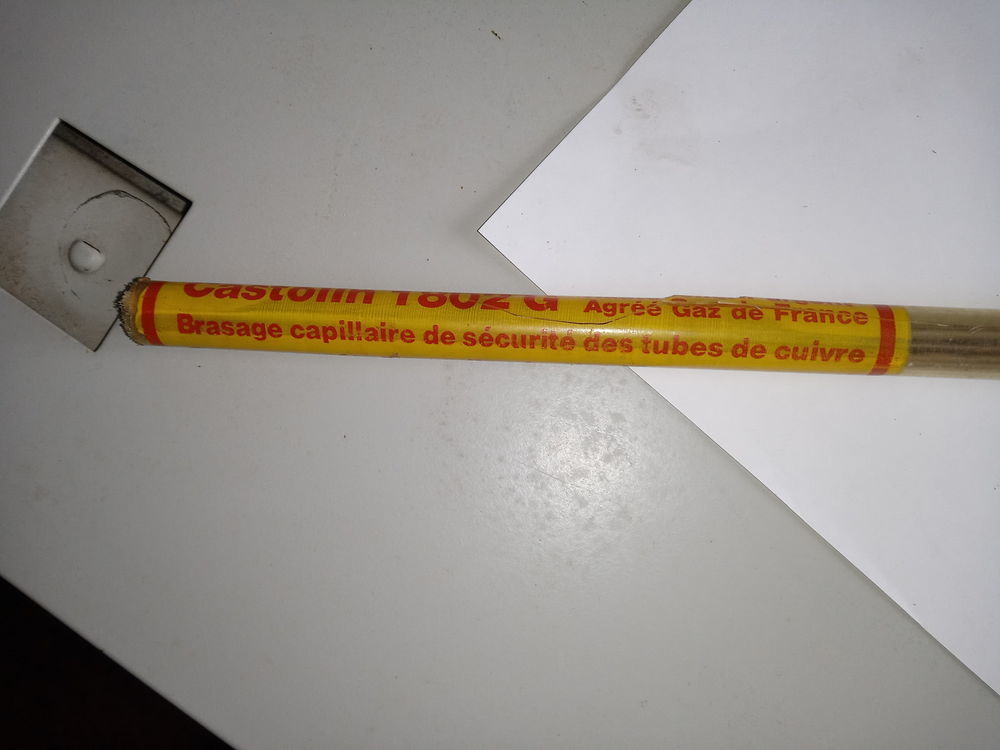 Castolin 1802 G
Agréé Gaz de France
Brasage capillaire de sécurité des tubes de cuivre